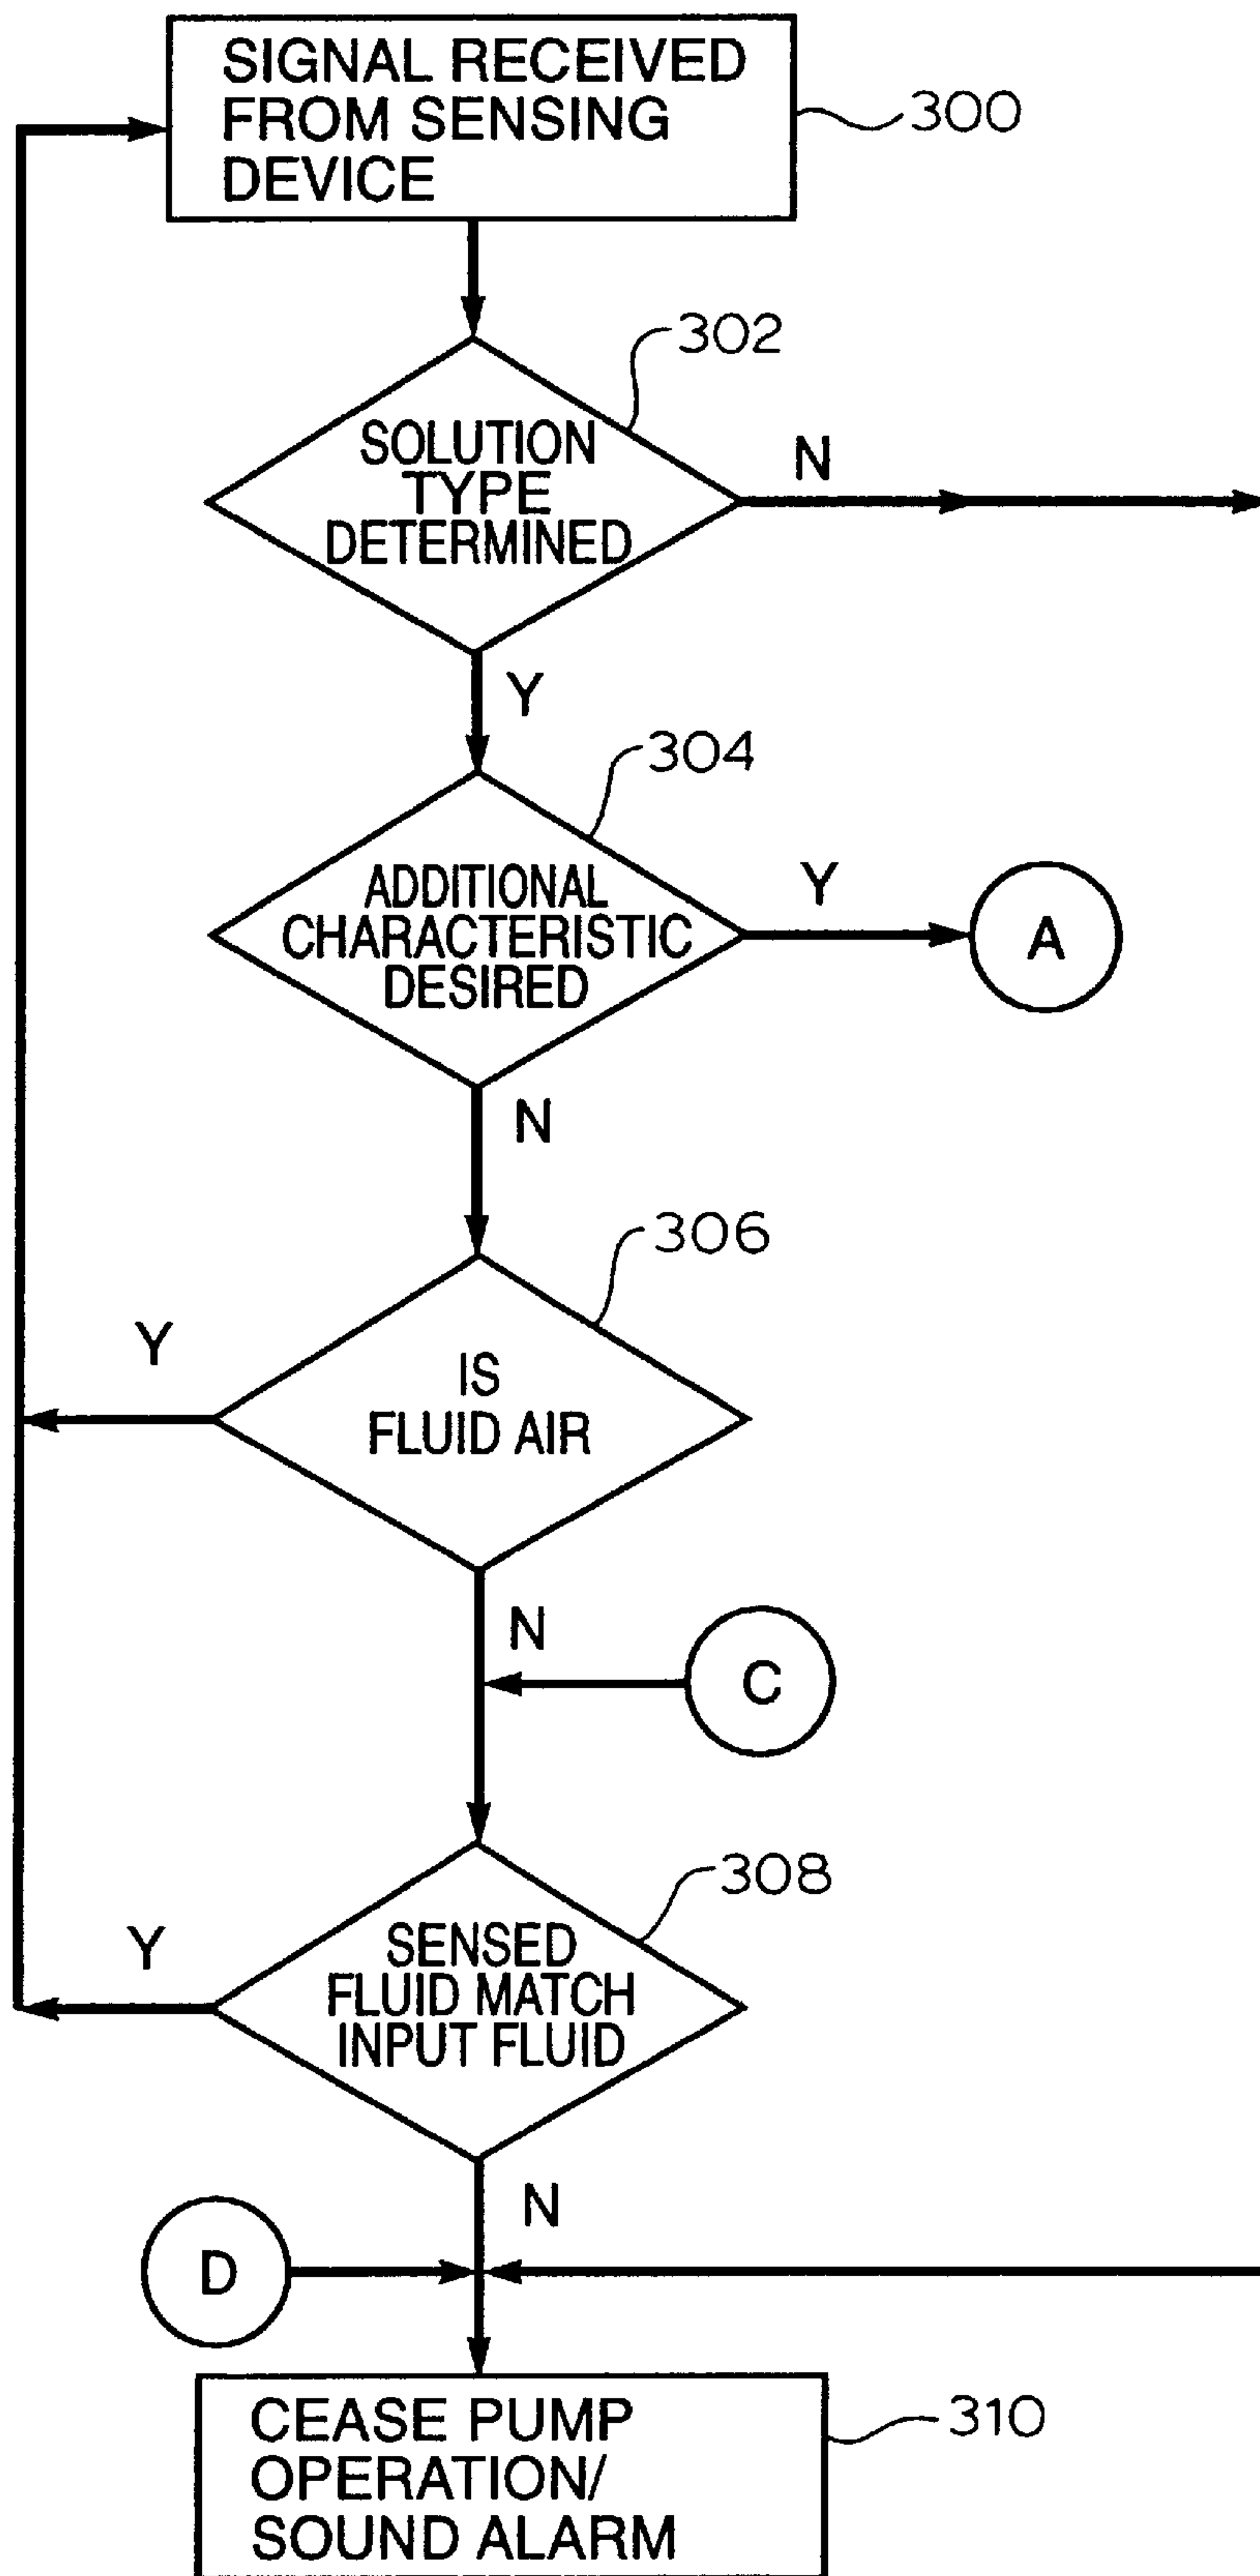 SIGNAL RECEIVED
FROM SENSING
DEVICE
300
302
SOLUTION
TYPE
DETERMINED
N
Y
304
ADDITIONAL
CHARACTERISTIC
DESIRED
Y
A
N
306
Y
IS
FLUID AIR
N
C
308
Y
SENSED
FLUID MATCH
INPUT FLUID
N
D
CEASE PUMP
OPERATION/
SOUND ALARM
310